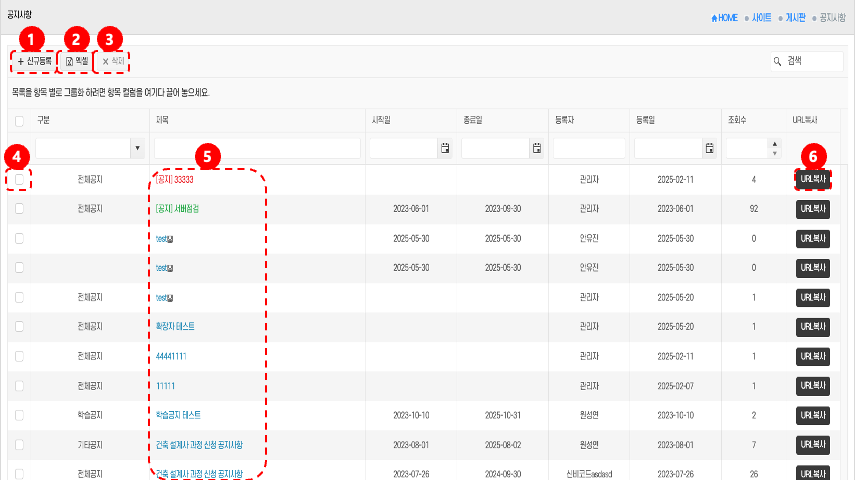 공지사항
HOME 사이트 게시판 공지사항
1 2 3
+ 신규등록 엑셀 × 삭제 검색
목록을 항목 별로 그룹화 하려면 항목 컬럼을 여기다 끌어 놓으세요.
구분 제목 시작일 종료일 등록자 등록일 조회수 URL복사
4 5 6
전체공지 [공지] 33333 관리자 2025-02-11 4 URL복사
전체공지 [공지] 서버점검 2023-06-01 2023-09-30 관리자 2023-06-01 92 URL복사
test 2025-05-30 2025-05-30 안유진 2025-05-30 0 URL복사
test 2025-05-30 2025-05-30 안유진 2025-05-30 0 URL복사
전체공지 test 관리자 2025-05-20 1 URL복사
전체공지 확장자 테스트 관리자 2025-05-20 1 URL복사
전체공지 44441111 관리자 2025-02-11 1 URL복사
전체공지 11111 관리자 2025-02-07 1 URL복사
학습공지 학습공지 테스트 2023-10-10 2025-10-31 원성연 2023-10-10 2 URL복사
기타공지 건축 설계사 과정 신청 공지사항 2023-08-01 2025-08-02 원성연 2023-08-01 7 URL복사
전체공지 건축 설계사 과정 신청 공지사항 2023-07-26 2024-09-30 신비코드asdasd 2023-07-26 26 URL복사